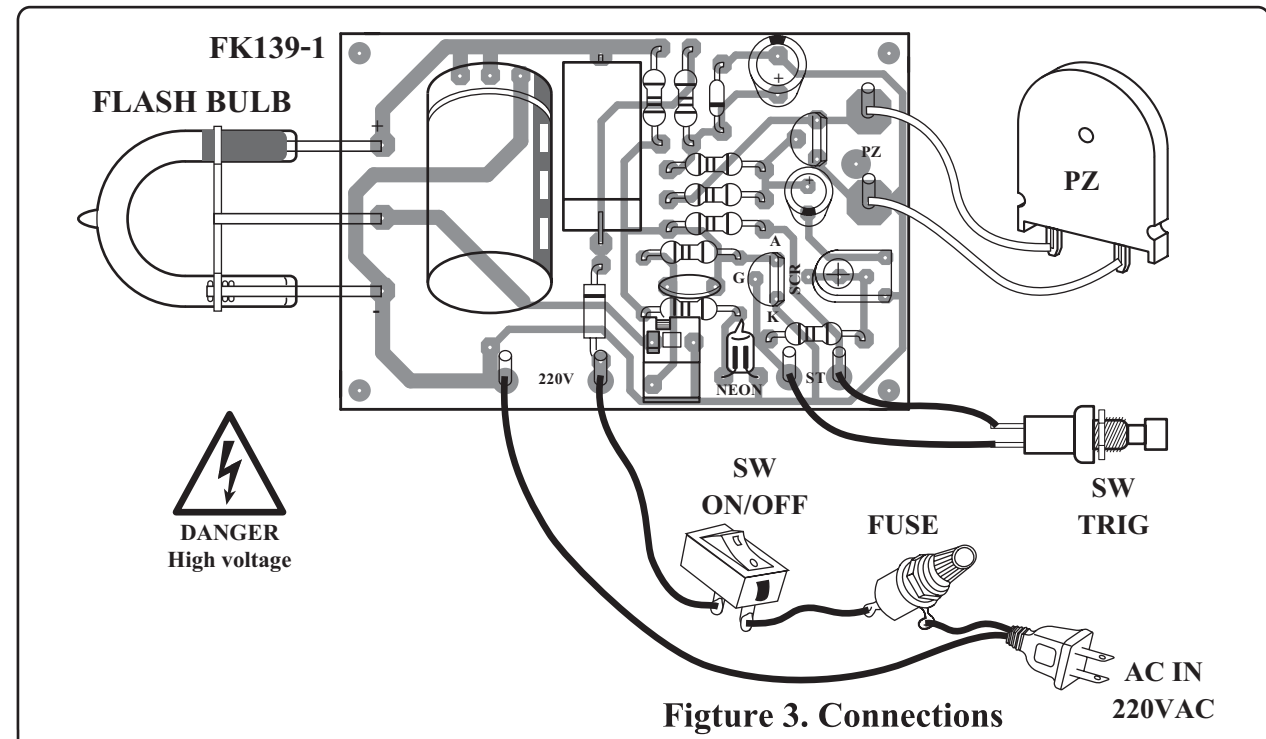 FK139-1
FLASH BULB
+
-
+
+
PZ
PZ
A
G
SCR
K
220V
NEON
ST
DANGER
High voltage
SW
ON/OFF
FUSE
SW
TRIG
AC IN
220VAC
Figture 3. Connections